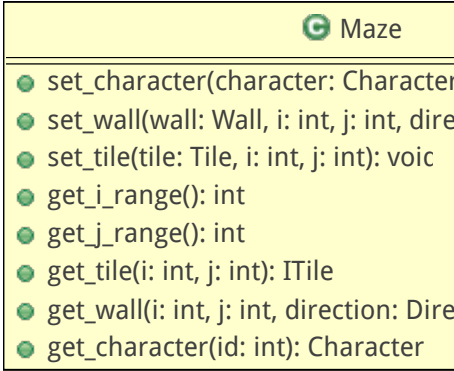 C Maze
set_character(character: Character
set_wall(wall: Wall, i: int, j: int, dire
set_tile(tile: Tile, i: int, j: int): void
get_i_range(): int
get_j_range(): int
get_tile(i: int, j: int): ITile
get_wall(i: int, j: int, direction: Dire
get_character(id: int): Character